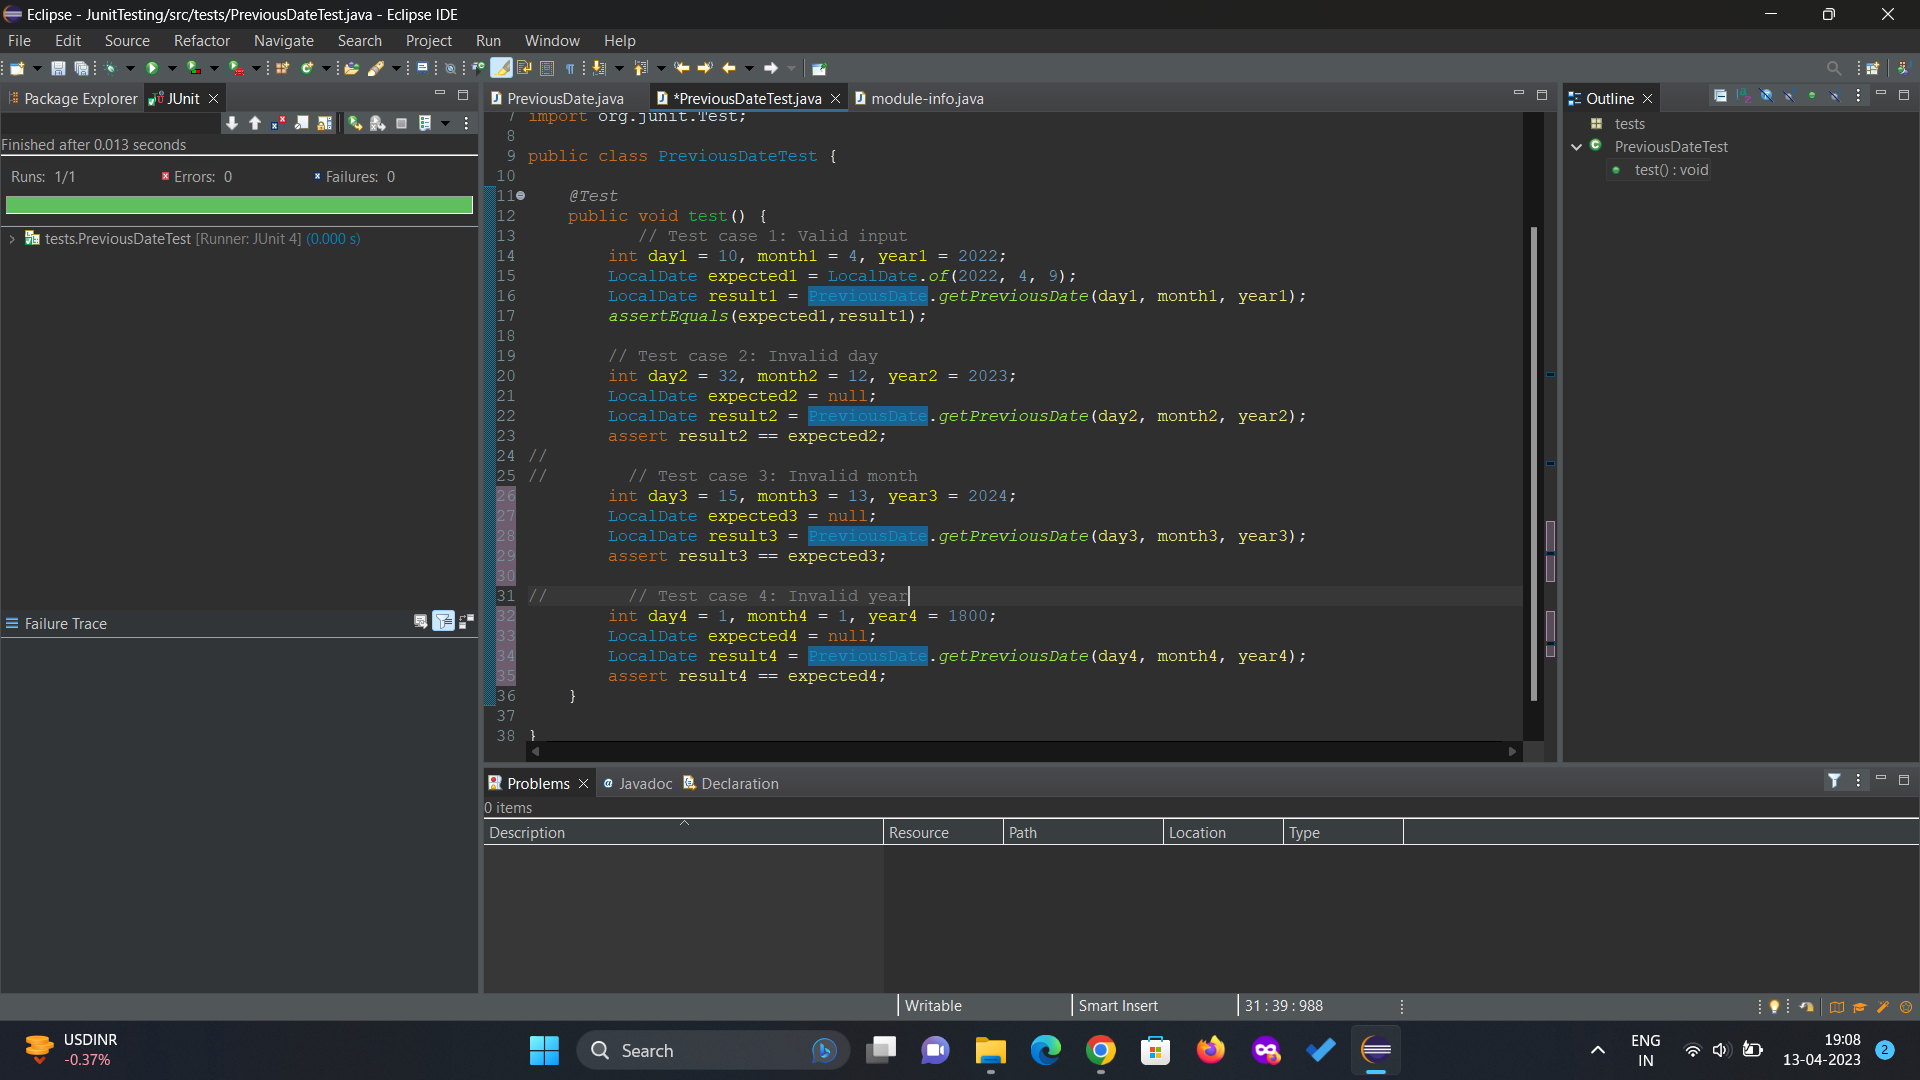 Eclipse - JunitTesting/src/tests/PreviousDateTest.java - Eclipse IDE
File Edit Source Refactor Navigate Search Project Run Window Help
Package Explorer JUnit
Finished after 0.013 seconds
Runs: 1/1 Errors: 0 Failures: 0
tests.PreviousDateTest [Runner: JUnit 4] (0.000 s)
Failure Trace
PreviousDate.java *PreviousDateTest.java module-info.java
7 import org.junit.Test;
8
9 public class PreviousDateTest {
10
11 @Test
12 public void test() {
13 // Test case 1: Valid input
14 int day1 = 10, month1 = 4, year1 = 2022;
15 LocalDate expected1 = LocalDate.of(2022, 4, 9);
16 LocalDate result1 = PreviousDate.getPreviousDate(day1, month1, year1);
17 assertEquals(expected1,result1);
18
19 // Test case 2: Invalid day
20 int day2 = 32, month2 = 12, year2 = 2023;
21 LocalDate expected2 = null;
22 LocalDate result2 = PreviousDate.getPreviousDate(day2, month2, year2);
23 assert result2 == expected2;
24 //
25 // // Test case 3: Invalid month
26 int day3 = 15, month3 = 13, year3 = 2024;
27 LocalDate expected3 = null;
28 LocalDate result3 = PreviousDate.getPreviousDate(day3, month3, year3);
29 assert result3 == expected3;
30
31 // // Test case 4: Invalid year
32 int day4 = 1, month4 = 1, year4 = 1800;
33 LocalDate expected4 = null;
34 LocalDate result4 = PreviousDate.getPreviousDate(day4, month4, year4);
35 assert result4 == expected4;
36 }
37
38 }
Outline
tests
PreviousDateTest
test() : void
Problems Javadoc Declaration
0 items
Description Resource Path Location Type
Writable Smart Insert 31 : 39 : 988
USDINR
-0.37%
Search
ENG
IN
19:08
13-04-2023
2